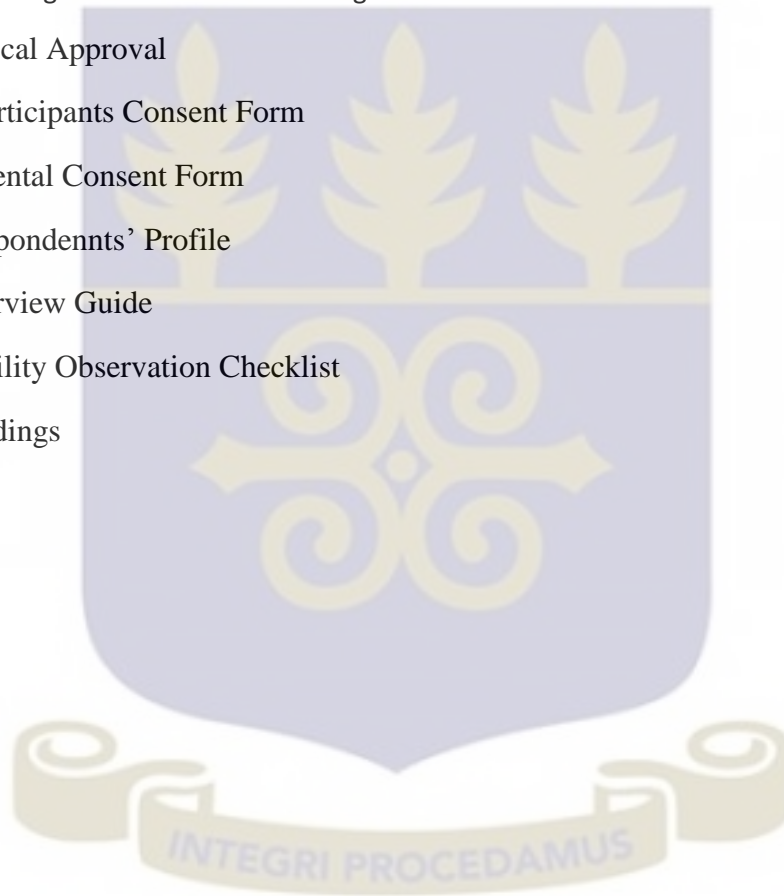 cal Approval
rticipants Consent Form
ental Consent Form
pondennts’ Profile
rview Guide
ility Observation Checklist
dings
INTEGRI PROCEDAMUS